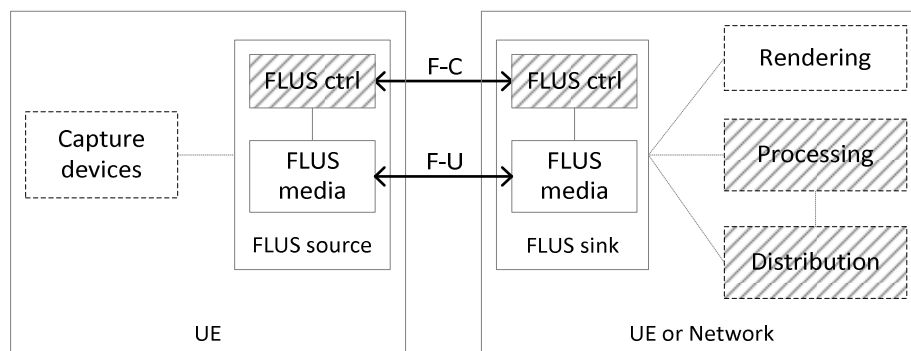 Capture
devices
FLUS ctrl
FLUS
media
FLUS source
UE
F-C
F-U
FLUS ctrl
FLUS
media
FLUS sink
Rendering
Processing
Distribution
UE or Network